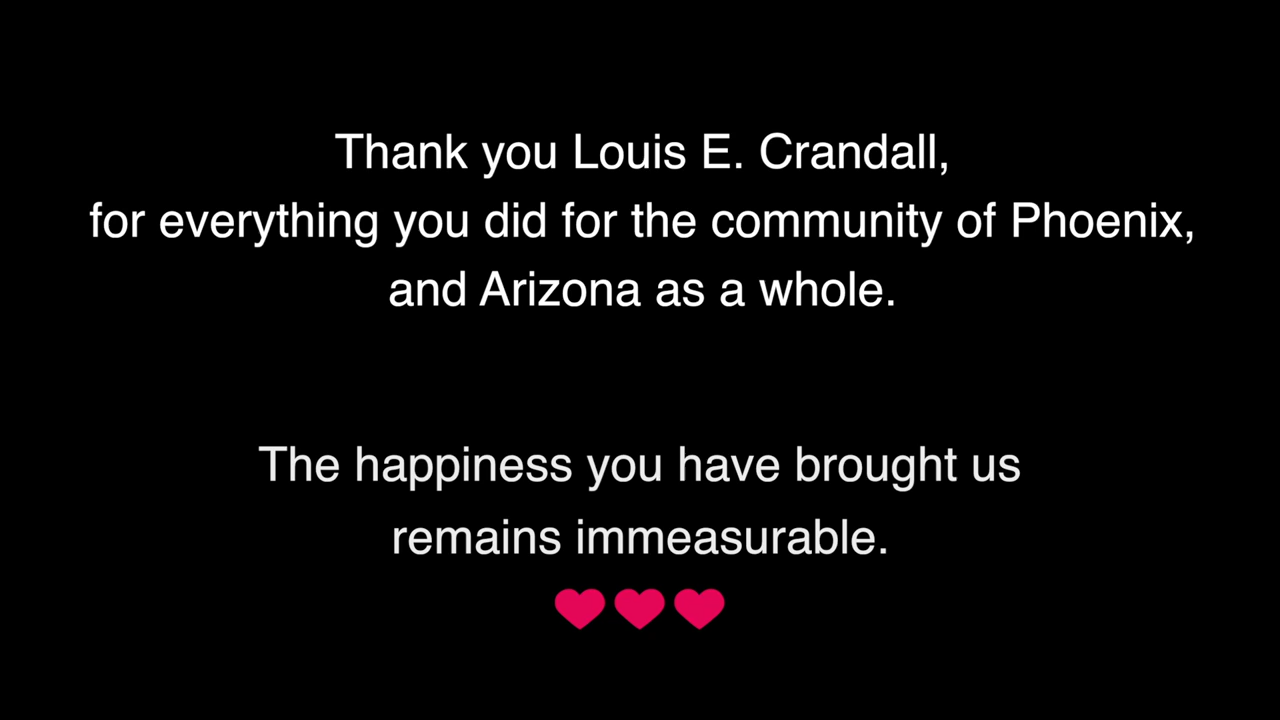 Thank you Louis E. Crandall,
for everything you did for the community of Phoenix,
and Arizona as a whole.
The happiness you have brought us
remains immeasurable.